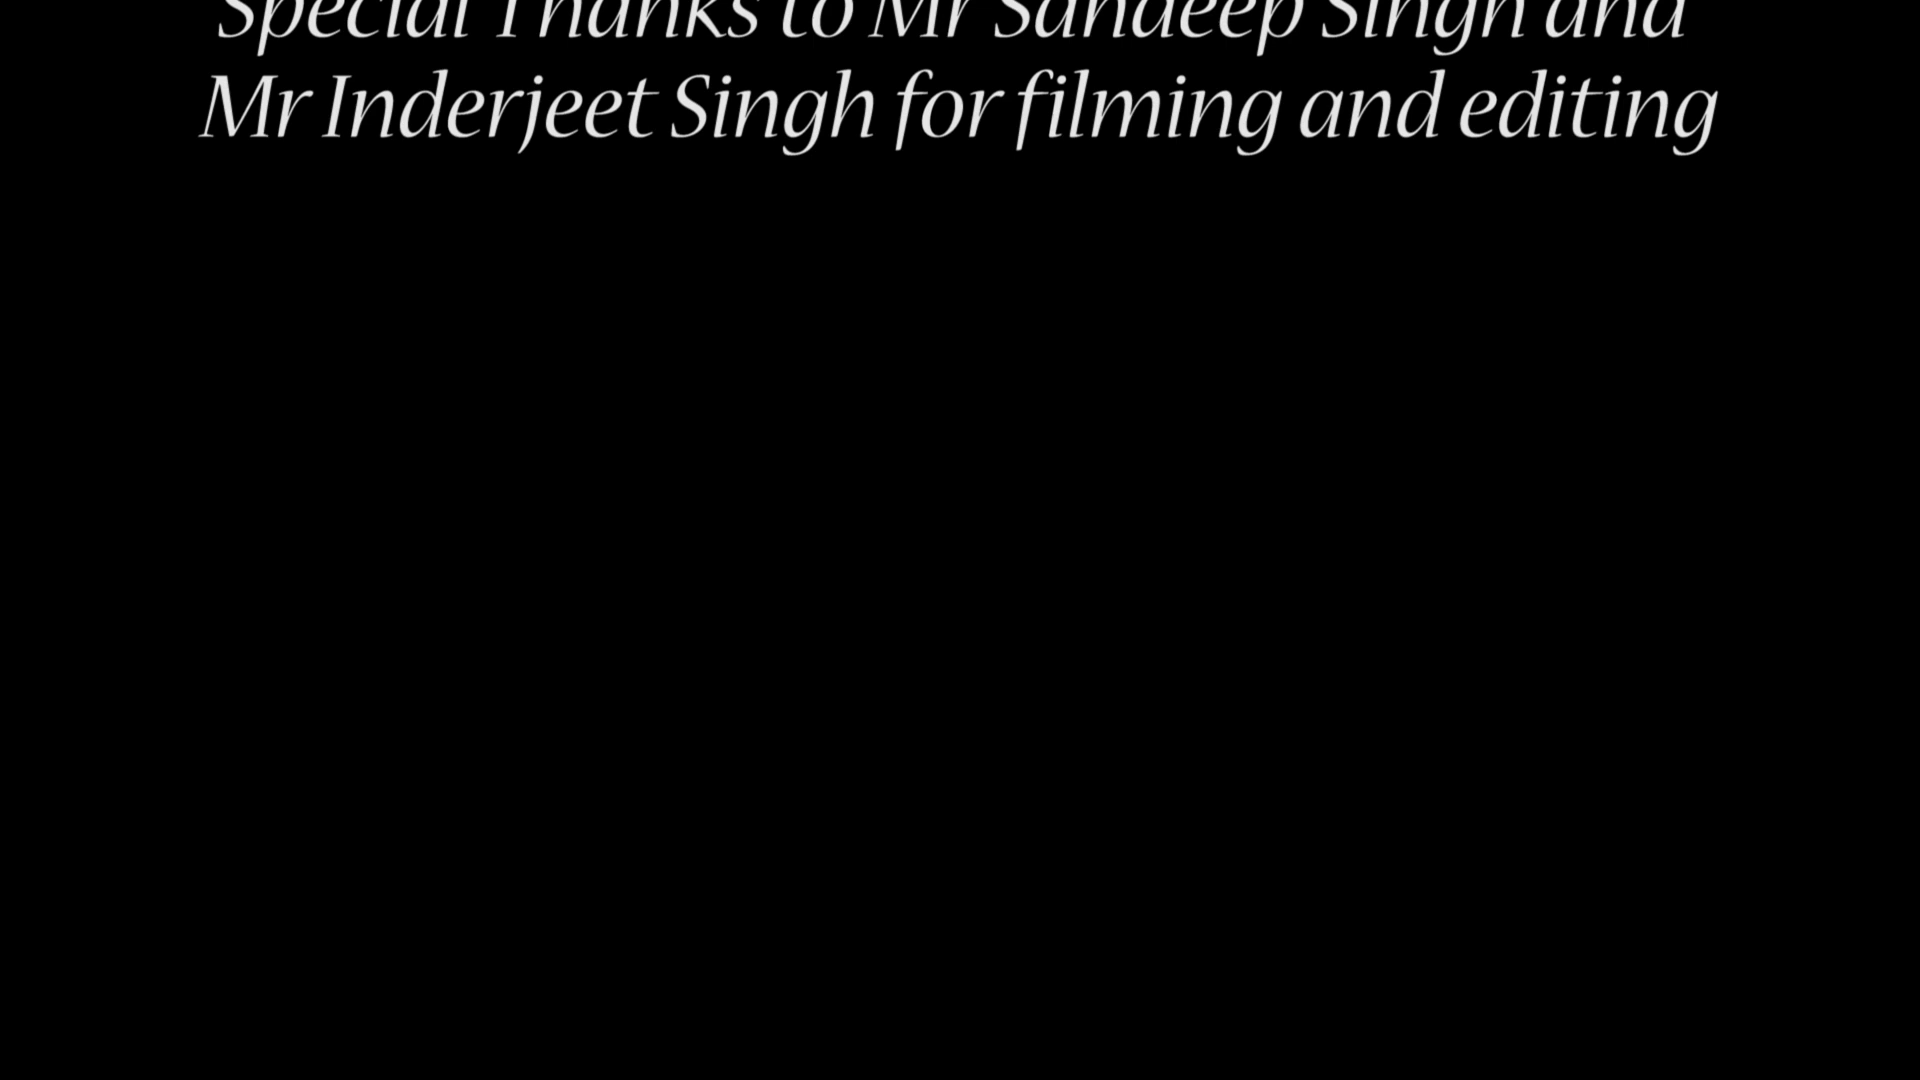 Special Thanks to Mr Sandeep Singh and
Mr Inderjeet Singh for filming and editing